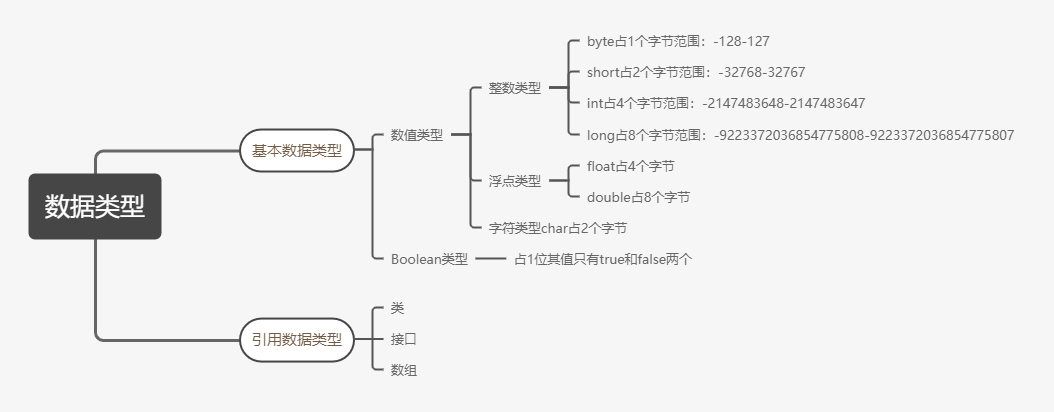 数据类型
基本数据类型
数值类型
整数类型
byte占1个字节范围：-128-127
short占2个字节范围：-32768-32767
int占4个字节范围：-2147483648-2147483647
long占8个字节范围：-9223372036854775808-9223372036854775807
浮点类型
float占4个字节
double占8个字节
字符类型char占2个字节
Boolean类型
占1位其值只有true和false两个
引用数据类型
类
接口
数组